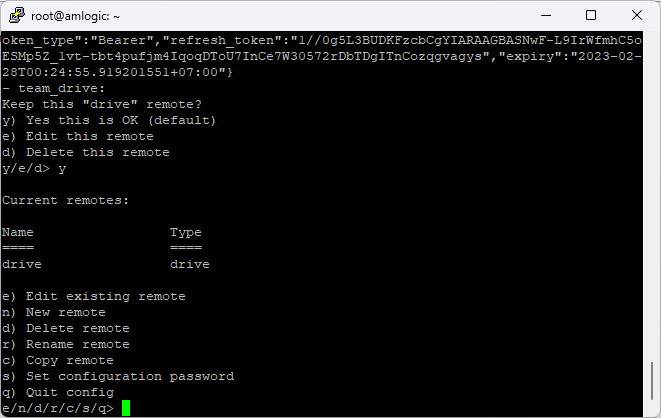 root@amlogic: ~
oken_type":"Bearer","refresh_token":"1//0g5L3BUDKFzcbCgYIARAAGBASNwF-L9IrWfmhC5o
ESMp5Z_lvt-tbt4pufjm4IqoqDToU7InCe7W30572rDbTDgITnCozqgvagys","expiry":"2023-02-
28T00:24:55.919201551+07:00"}
- team_drive:
Keep this "drive" remote?
y) Yes this is OK (default)
e) Edit this remote
d) Delete this remote
y/e/d> y
Current remotes:
Name                 Type
====                 ====
drive                drive
e) Edit existing remote
n) New remote
d) Delete remote
r) Rename remote
c) Copy remote
s) Set configuration password
q) Quit config
e/n/d/r/c/s/q>